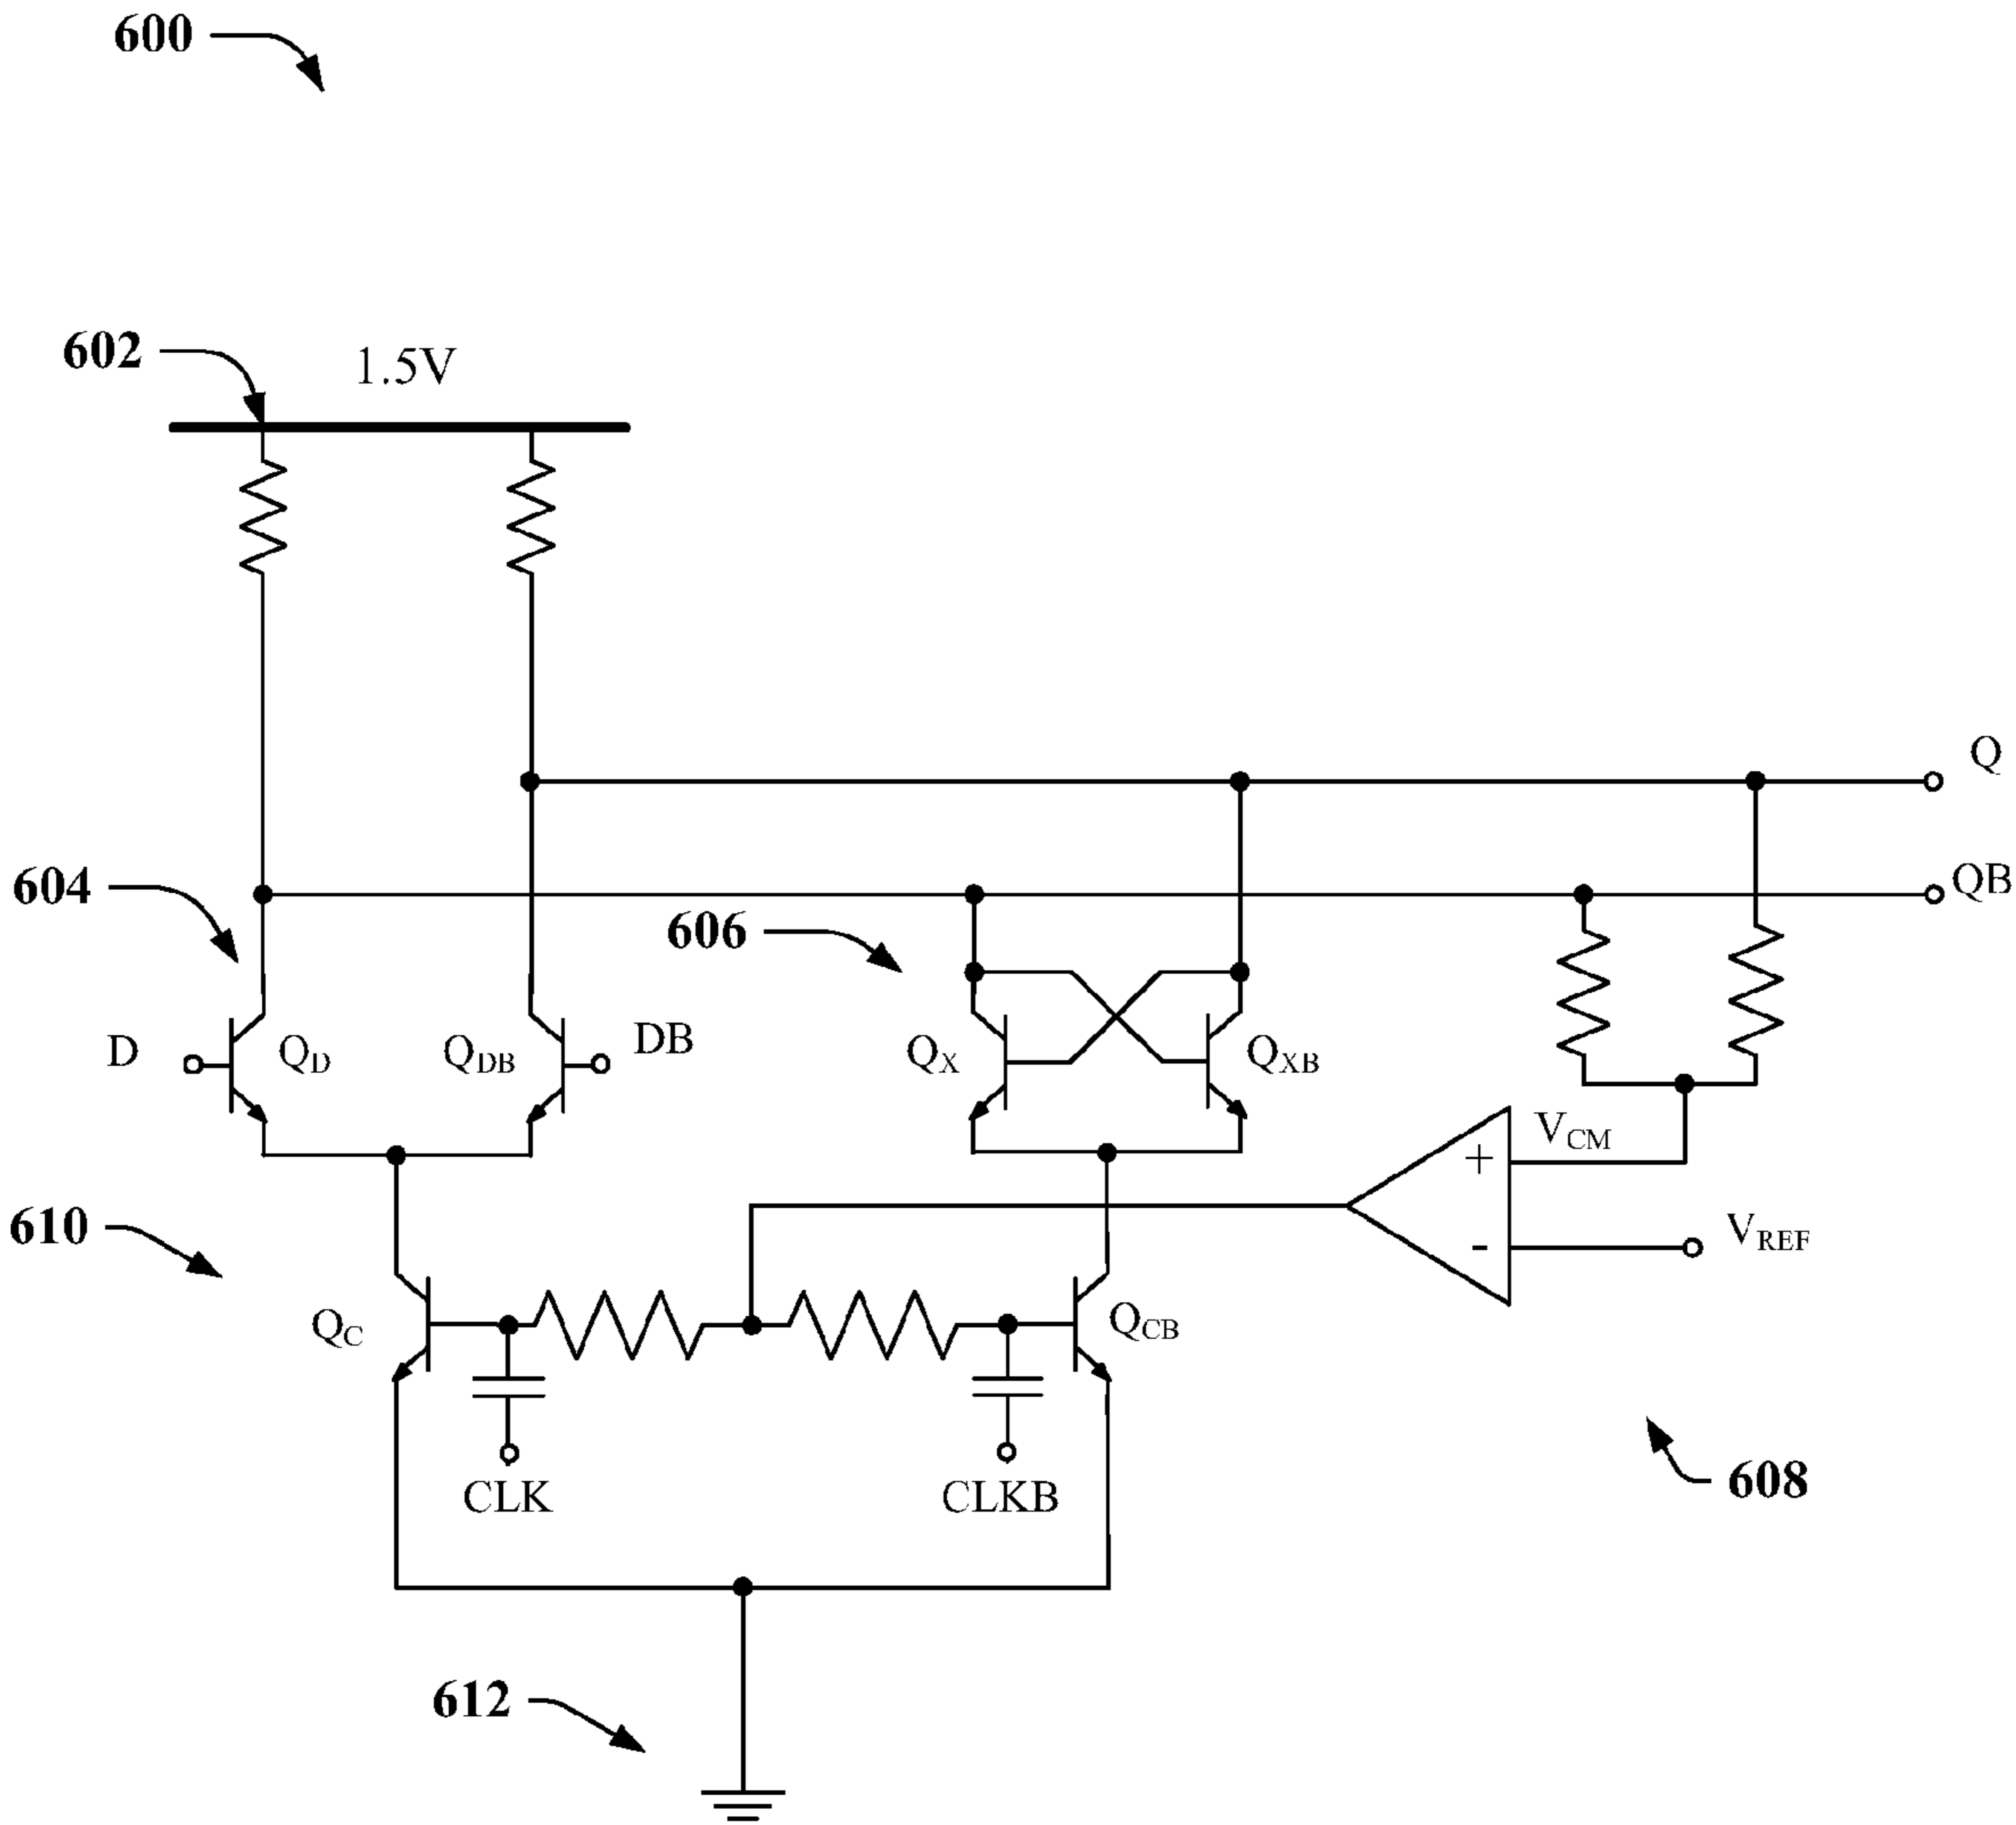 600
602
1.5V
Q
604
QB
606
D
QD
QDB
DB
QX
QXB
+
VCM
610
-
VREF
QC
QCB
CLK
CLKB
608
612